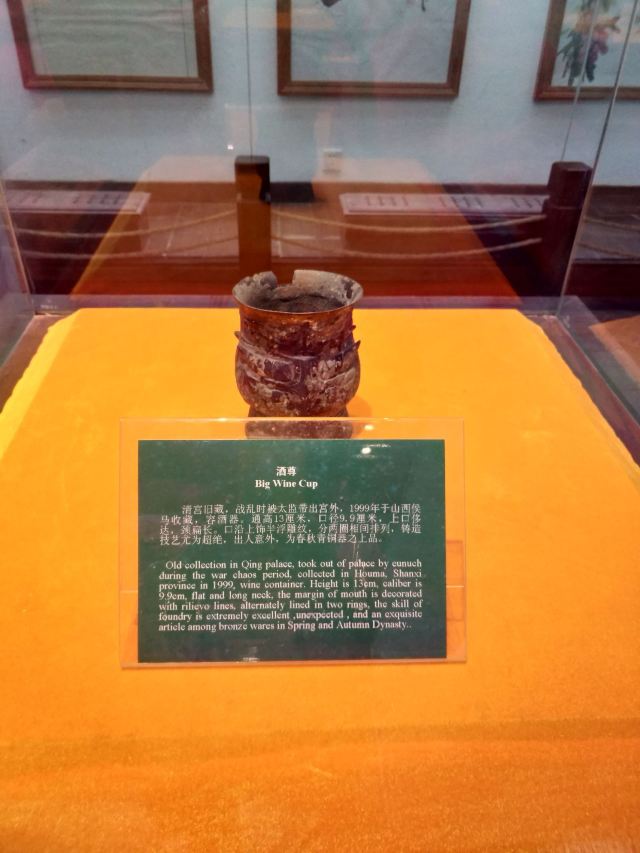 酒尊
Big Wine Cup
清宫旧藏，战乱时被太监带出宫外，1999年于山西侯
马收藏，容酒器。通高13厘米，口径9.9厘米，上口侈
达，颈扁长。口沿上饰半浮雕纹，分两圈相间排列，铸造
技艺尤为超绝，出人意外，为春秋青铜器之上品。
Old collection in Qing palace, took out of palace by eunuch
during the war chaos period, collected in Houma, Shanxi
province in 1999, wine container. Height is 13cm, caliber is
9.9cm, flat and long neck, the margin of mouth is decorated
with rilievo lines, alternately lined in two rings, the skill of
foundry is extremely excellent ,unexpected , and an exquisite
article among bronze wares in Spring and Autumn Dynasty..